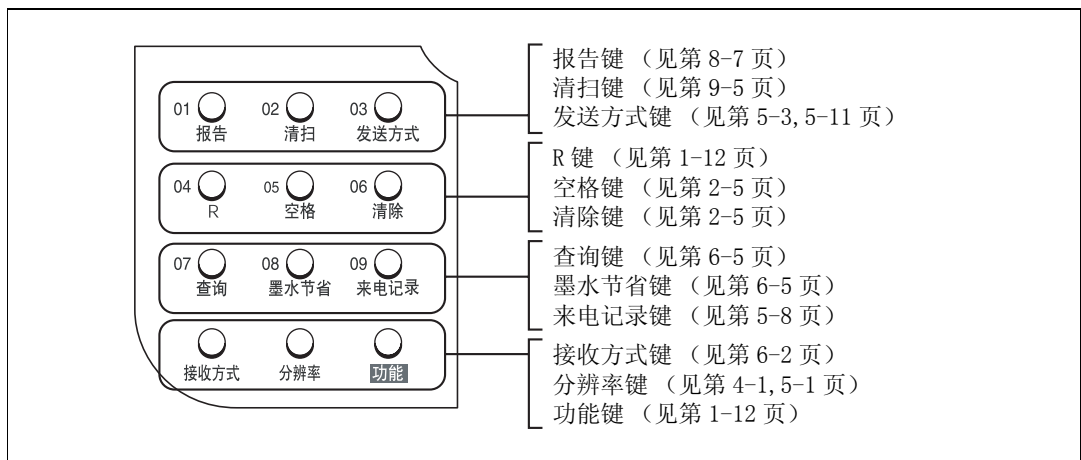 01 02 03
报告 清扫 发送方式
04 05 06
R 空格 清除
07 08 09
查询 墨水节省 来电记录
接收方式 分辨率 功能
报告键 （见第 8-7 页）
清扫键 （见第 9-5 页）
发送方式键 （见第 5-3,5-11 页）
R 键 （见第 1-12 页）
空格键 （见第 2-5 页）
清除键 （见第 2-5 页）
查询键 （见第 6-5 页）
墨水节省键 （见第 6-5 页）
来电记录键 （见第 5-8 页）
接收方式键 （见第 6-2 页）
分辨率键 （见第 4-1,5-1 页）
功能键 （见第 1-12 页）